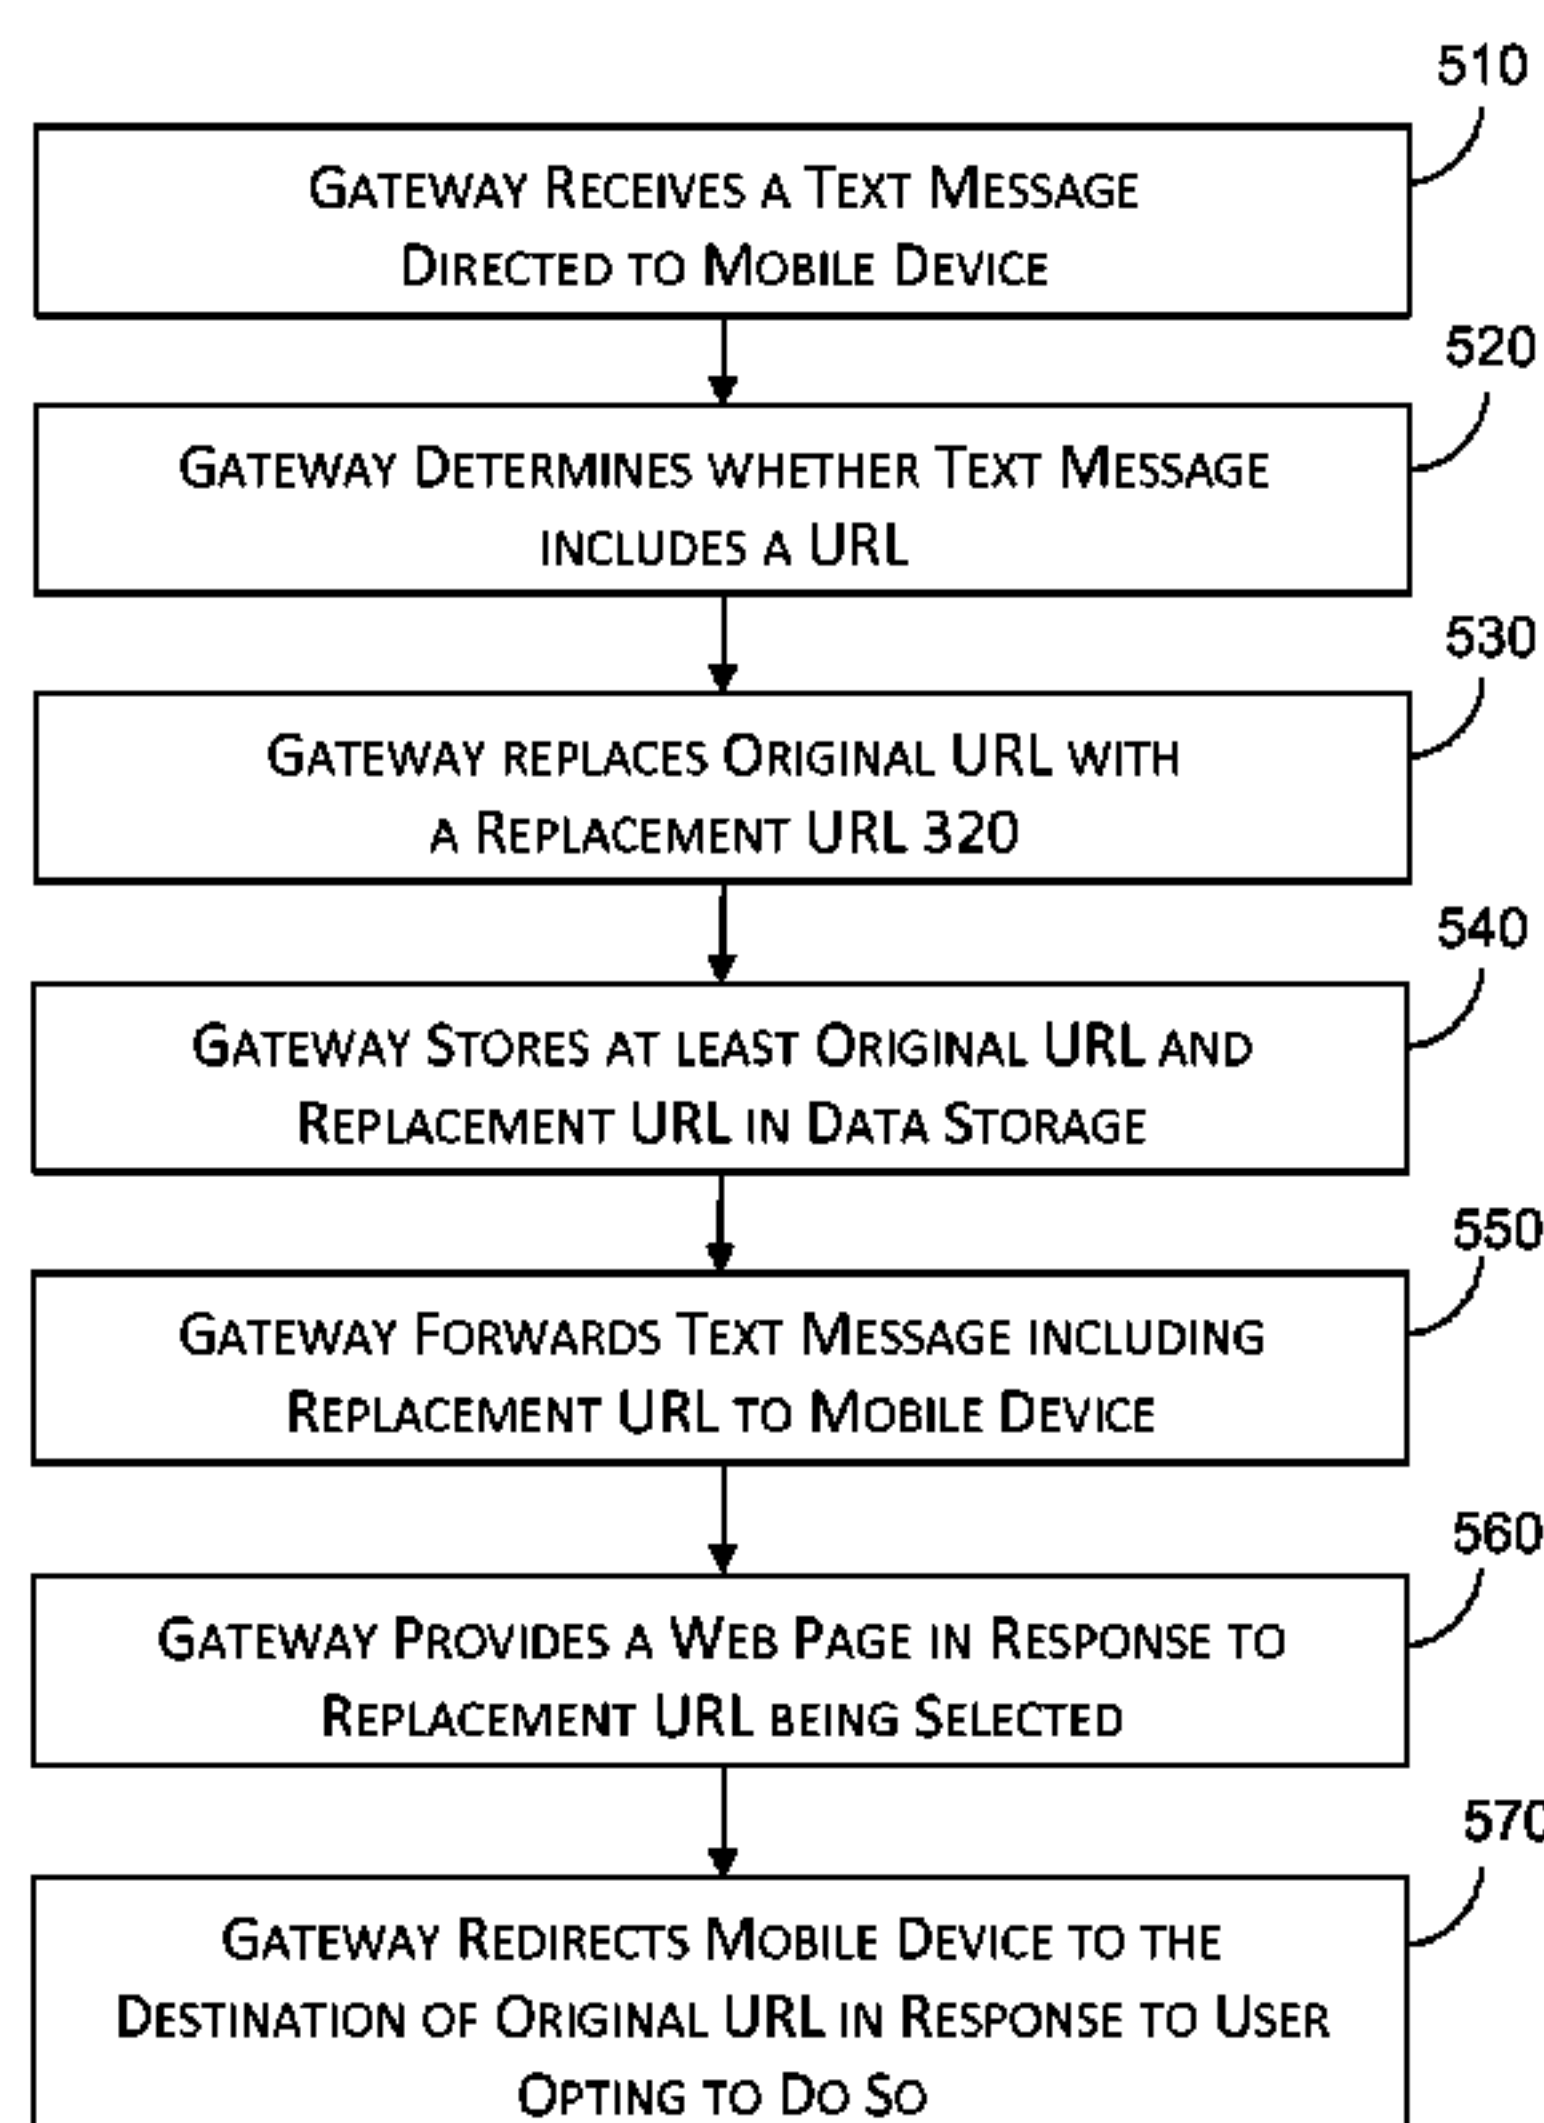 510
GATEWAY RECEIVES A TEXT MESSAGE
DIRECTED TO MOBILE DEVICE
520
GATEWAY DETERMINES WHETHER TEXT MESSAGE
INCLUDES A URL
530
GATEWAY REPLACES ORIGINAL URL WITH
A REPLACEMENT URL 320
540
GATEWAY STORES AT LEAST ORIGINAL URL AND
REPLACEMENT URL IN DATA STORAGE
550
GATEWAY FORWARDS TEXT MESSAGE INCLUDING
REPLACEMENT URL TO MOBILE DEVICE
560
GATEWAY PROVIDES A WEB PAGE IN RESPONSE TO
REPLACEMENT URL BEING SELECTED
570
GATEWAY REDIRECTS MOBILE DEVICE TO THE
DESTINATION OF ORIGINAL URL IN RESPONSE TO USER
OPTING TO DO SO